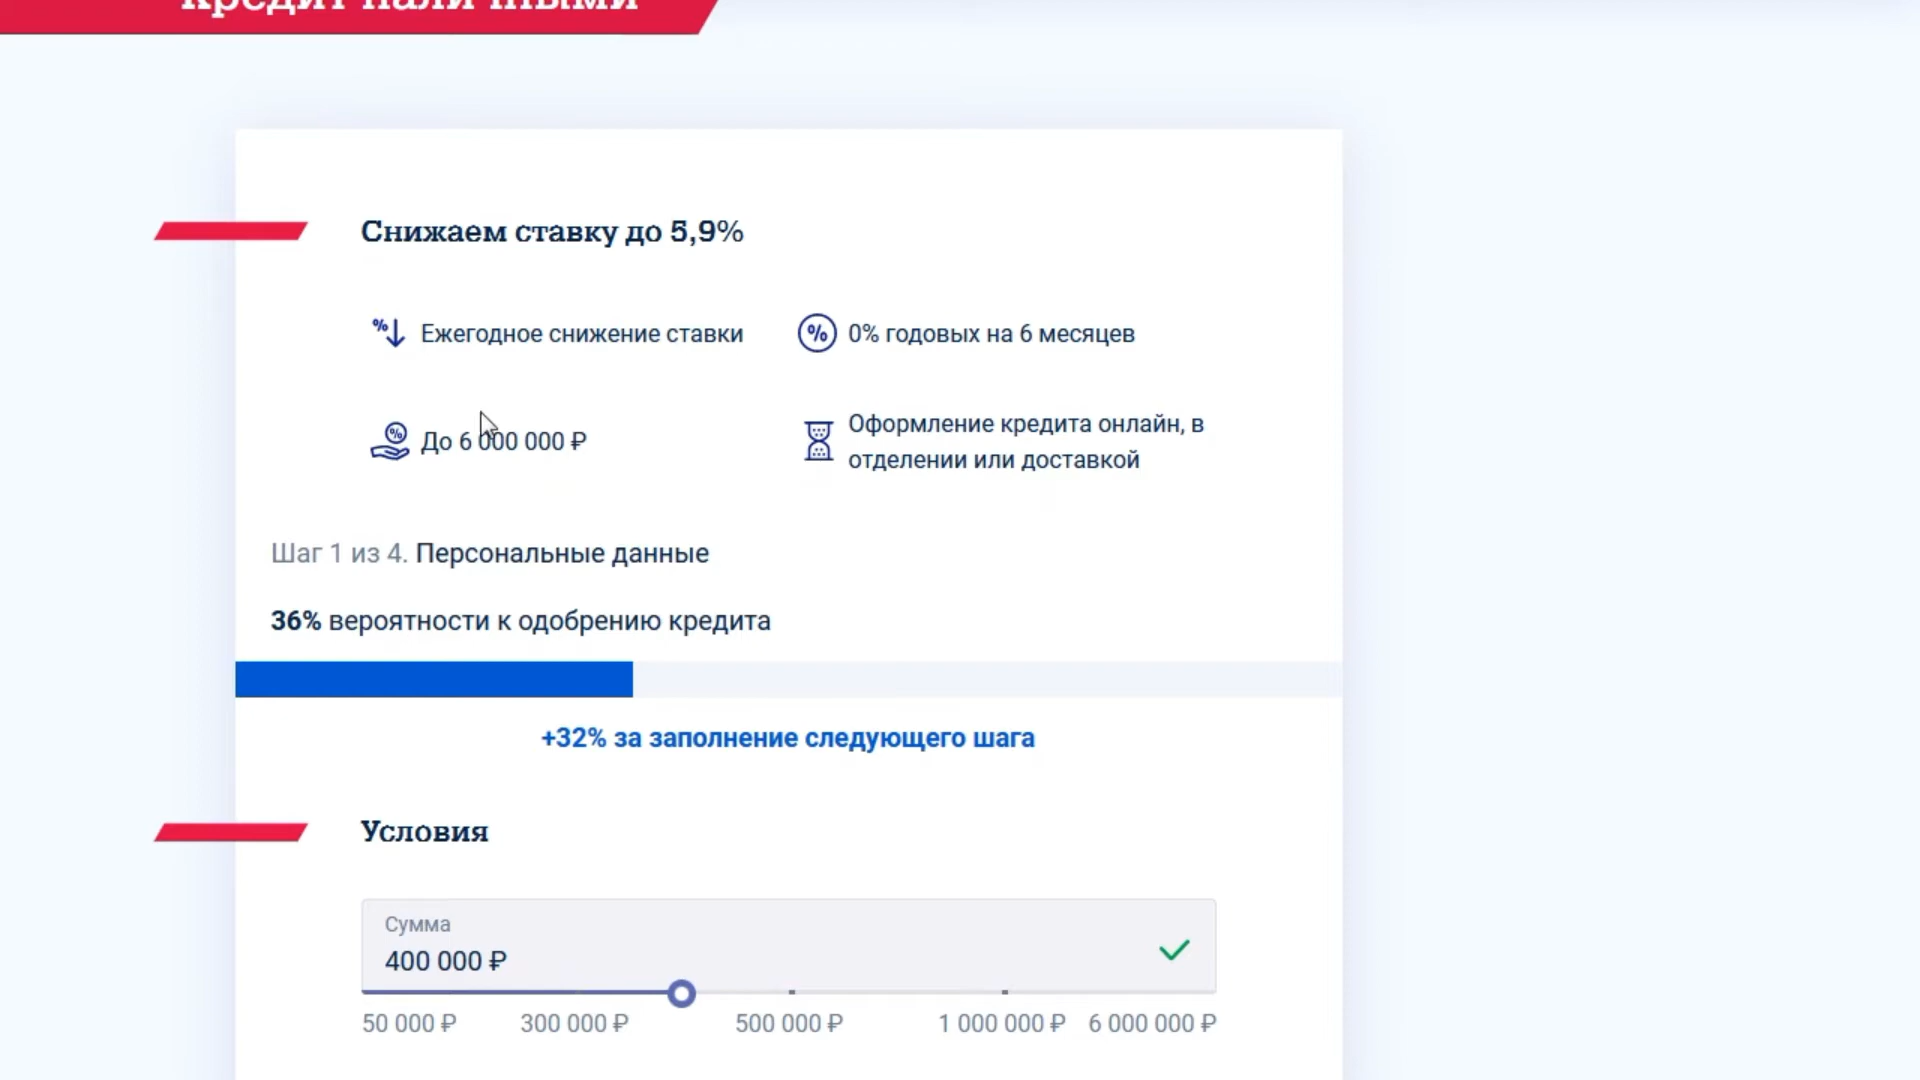 Кредит наличными
Снижаем ставку до 5,9%
Ежегодное снижение ставки
0% годовых на 6 месяцев
До 6 000 000 ₽
Оформление кредита онлайн, в
отделении или доставкой
Шаг 1 из 4. Персональные данные
36% вероятности к одобрению кредита
+32% за заполнение следующего шага
Условия
Сумма
400 000 ₽
50 000 ₽ 300 000 ₽ 500 000 ₽ 1 000 000 ₽ 6 000 000 ₽